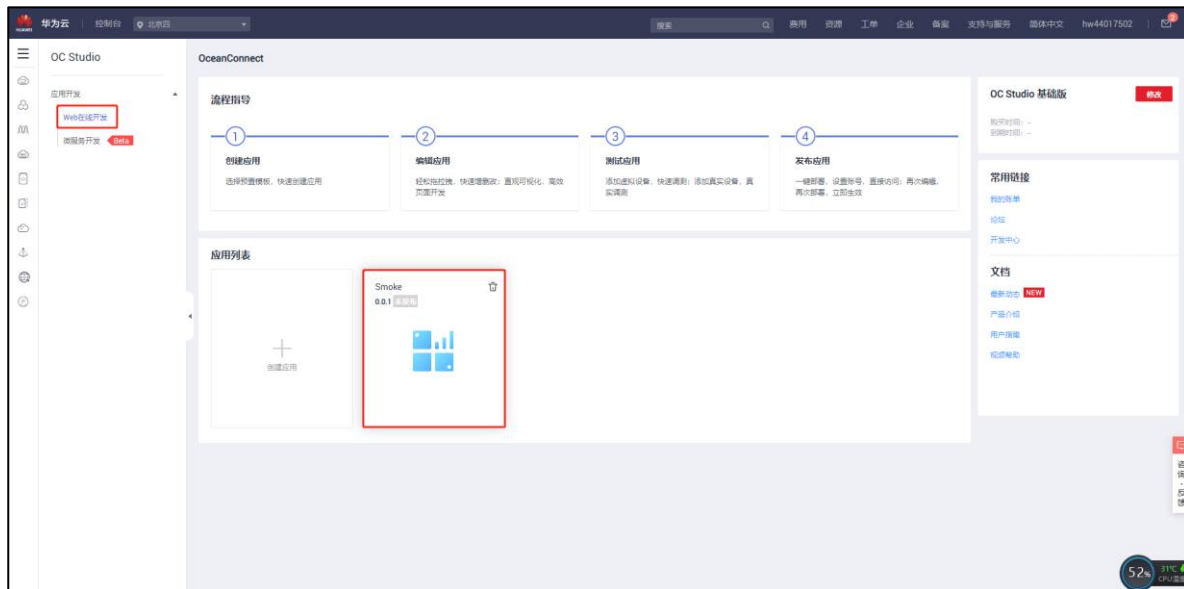 HUAWEI
华为云 控制台 北京四 搜索 费用 资源 工单 企业 备案 支持与服务 简体中文 hw44017502 2
OC Studio
应用开发
Web在线开发
微服务开发 Beta
OceanConnect
流程指导
1 2 3 4
创建应用 编辑应用 测试应用 发布应用
选择预置模板，快速创建应用
轻松拖拉拽，快速增删改；直观可视化，高效
页面开发
添加虚拟设备，快速调测；添加真实设备，真
实调测
一键部署，设置账号，直接访问；再次编辑，
再次部署，立即生效
应用列表
创建应用
Smoke
0.0.1 未发布
OC Studio 基础版 修改
购买时间：--
到期时间：--
常用链接
我的账单
论坛
开发中心
文档
最新动态 NEW
产品介绍
用户指南
视频帮助
咨
询
·
反
馈
52%
31℃
CPU温度